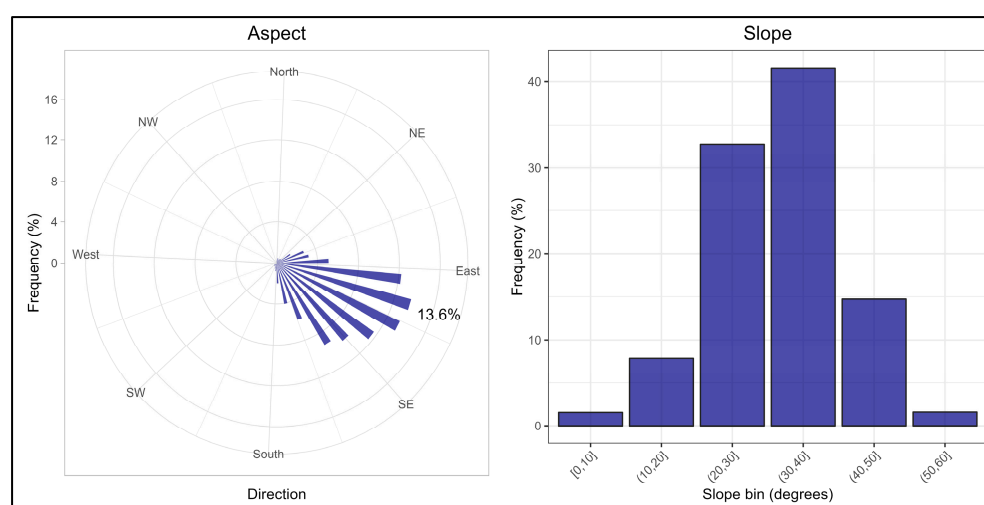 Aspect
North
NW
NE
16
12
8
4
0
West
East
13.6%
SW
SE
South
Frequency (%)
Direction
Slope
40
30
20
10
0
Frequency (%)
[0,10]
(10,20]
(20,30]
(30,40]
(40,50]
(50,60]
Slope bin (degrees)